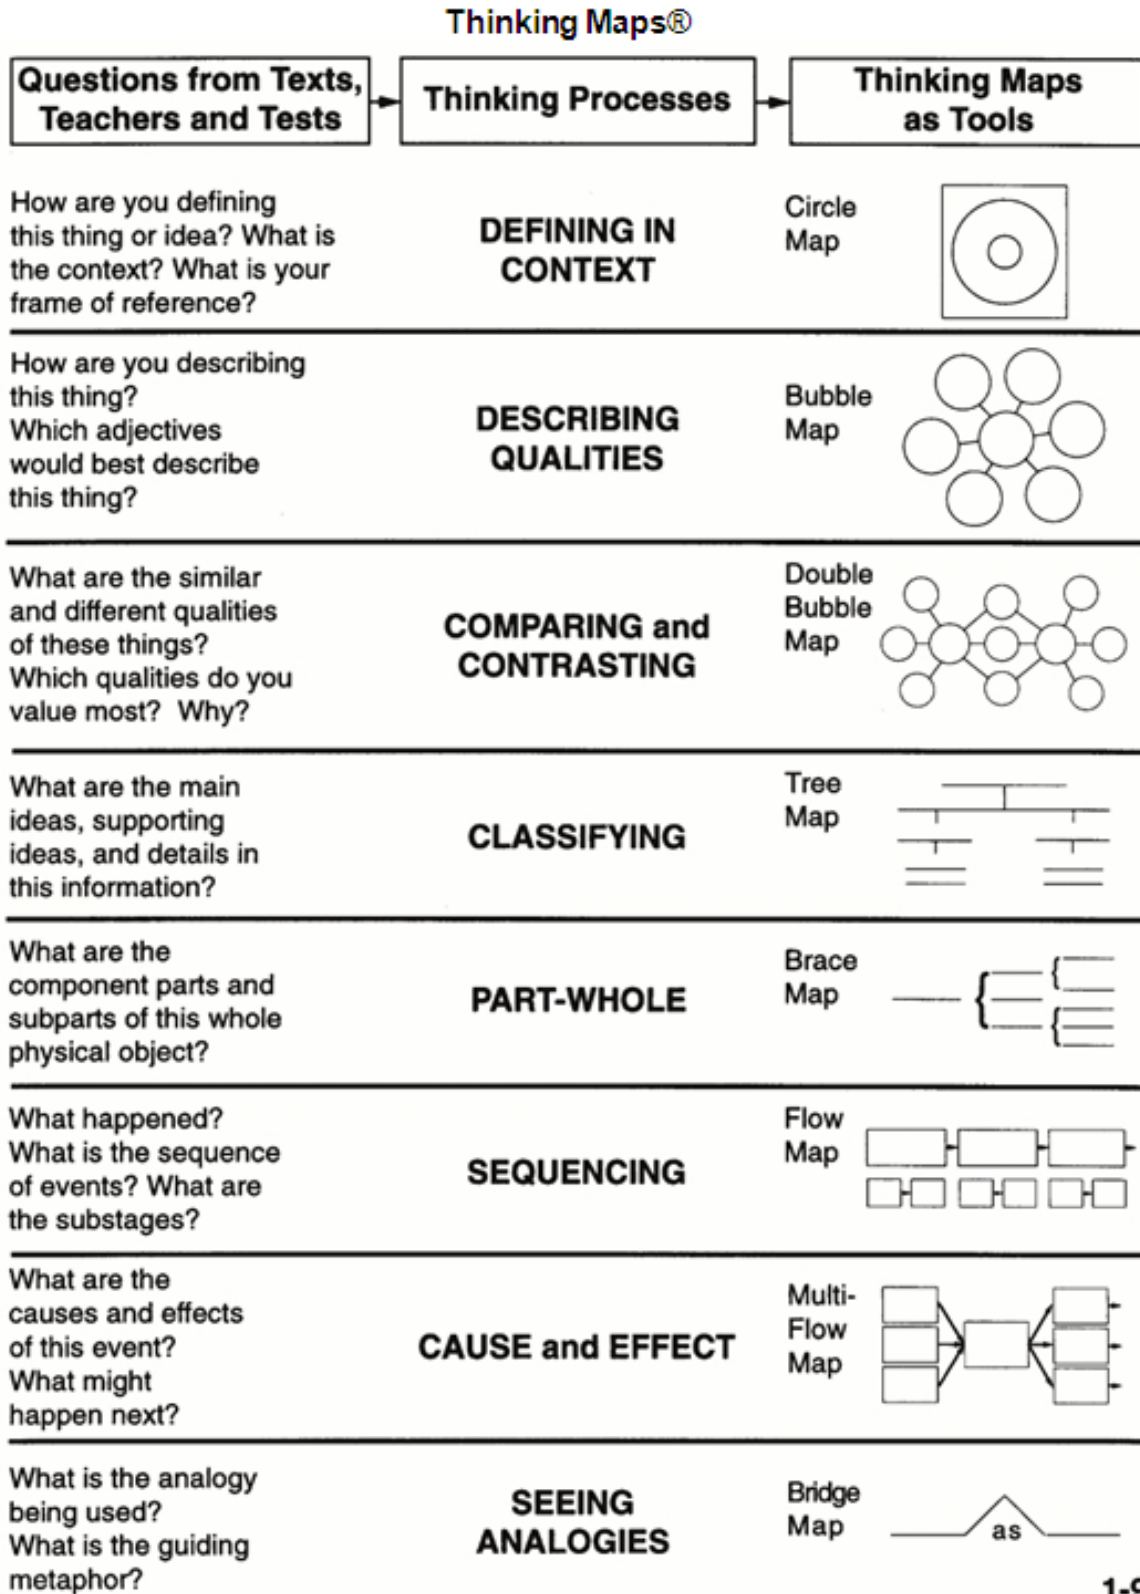 Thinking Maps®
Questions from Texts,
Teachers and Tests
Thinking Processes
Thinking Maps
as Tools
How are you defining
this thing or idea? What is
the context? What is your
frame of reference?
DEFINING IN
CONTEXT
Circle
Map
How are you describing
this thing?
Which adjectives
would best describe
this thing?
DESCRIBING
QUALITIES
Bubble
Map
What are the similar
and different qualities
of these things?
Which qualities do you
value most? Why?
COMPARING and
CONTRASTING
Double
Bubble
Map
What are the main
ideas, supporting
ideas, and details in
this information?
CLASSIFYING
Tree
Map
What are the
component parts and
subparts of this whole
physical object?
PART-WHOLE
Brace
Map
What happened?
What is the sequence
of events? What are
the substages?
SEQUENCING
Flow
Map
What are the
causes and effects
of this event?
What might
happen next?
CAUSE and EFFECT
Multi-
Flow
Map
What is the analogy
being used?
What is the guiding
metaphor?
SEEING
ANALOGIES
Bridge
Map
as